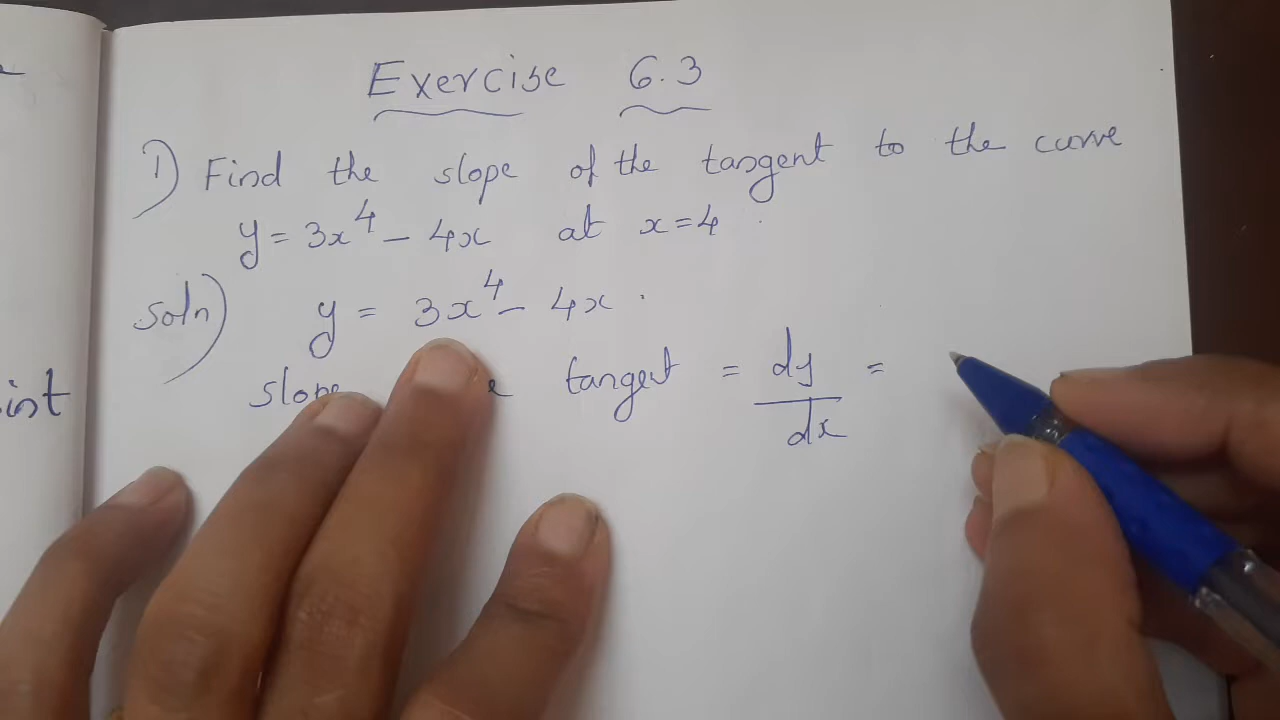 Exercise 6.3
1) Find the slope of the tangent to the curve
y = 3x⁴ - 4x at x = 4.
Soln) y = 3x⁴ - 4x.
slope tangent = dy/dx =
int